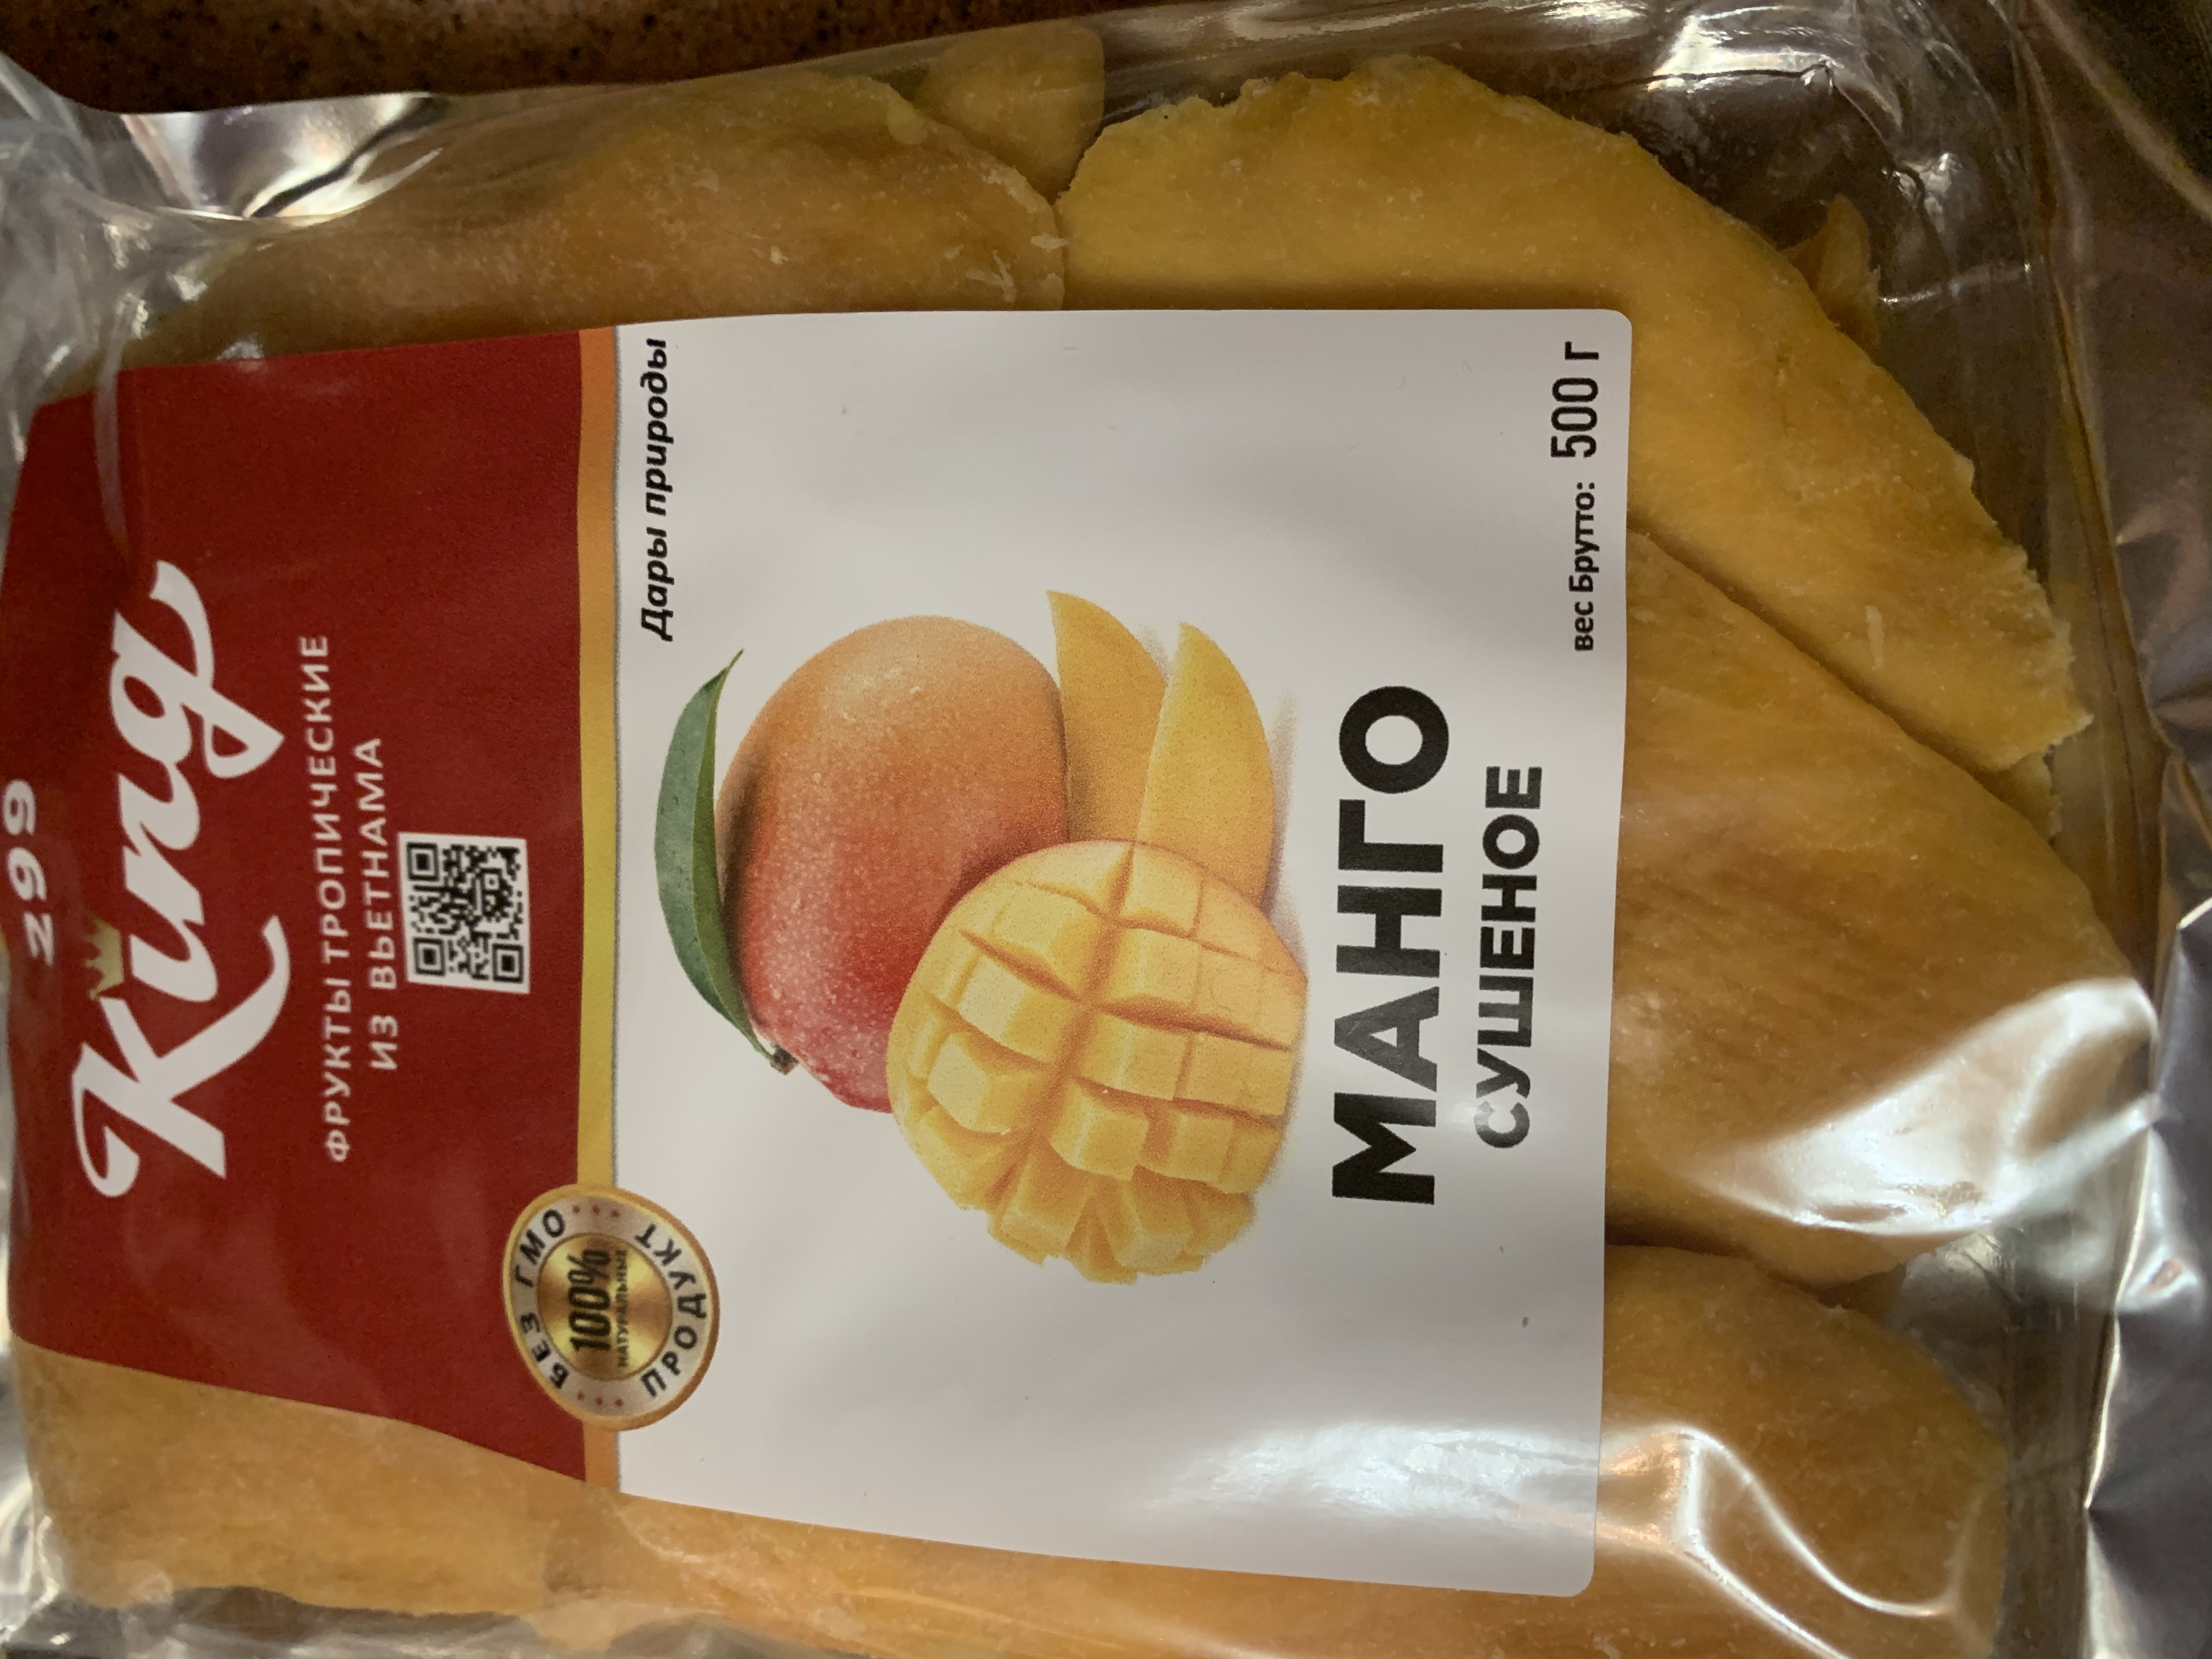 299
King
ФРУКТЫ ТРОПИЧЕСКИЕ
ИЗ ВЬЕТНАМА
БЕЗ ГМО
100%
НАТУРАЛЬНЫЙ
ПРОДУКТ
Дары природы
МАНГО
СУШЕНОЕ
вес Брутто: 500 г